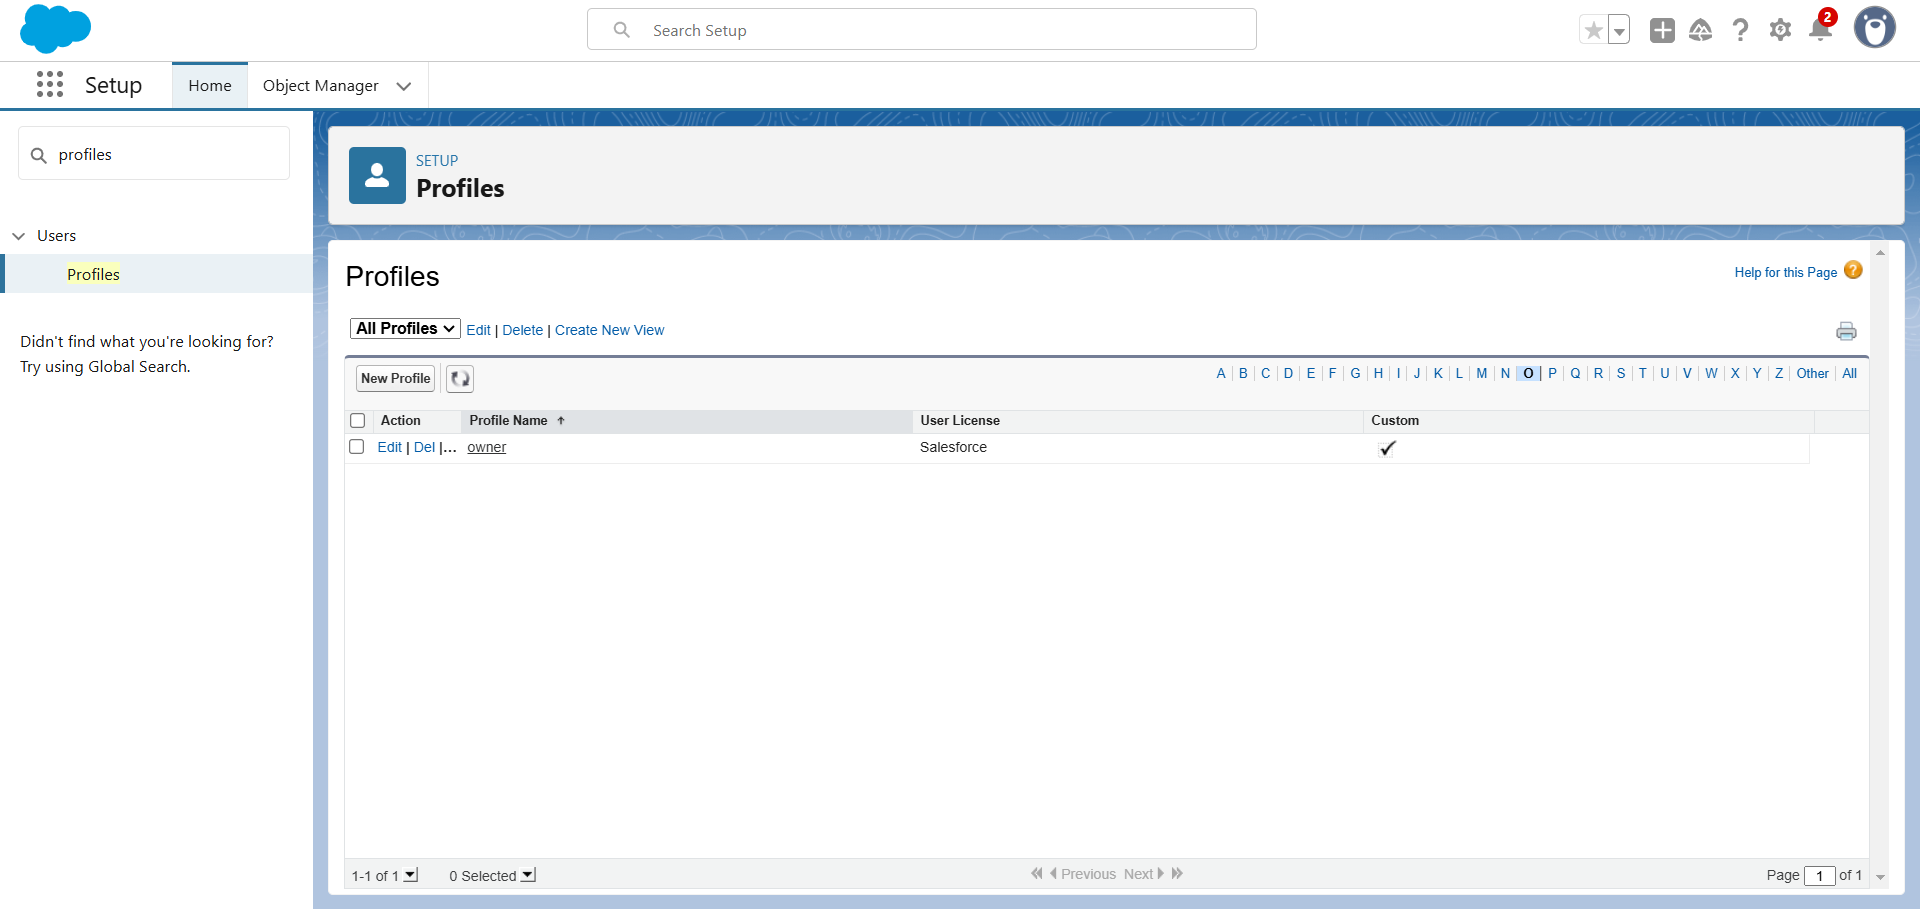 Search Setup
2
Setup
Home
Object Manager
profiles
Users
Profiles
Didn't find what you're looking for?
Try using Global Search.
SETUP
Profiles
Profiles
Help for this Page ?
All Profiles Edit | Delete | Create New View
New Profile
A B C D E F G H I J K L M N O P Q R S T U V W X Y Z Other All
Action Profile Name ↑ User License Custom
Edit | Del |... owner Salesforce ✓
1-1 of 1 0 Selected Previous Next Page 1 of 1